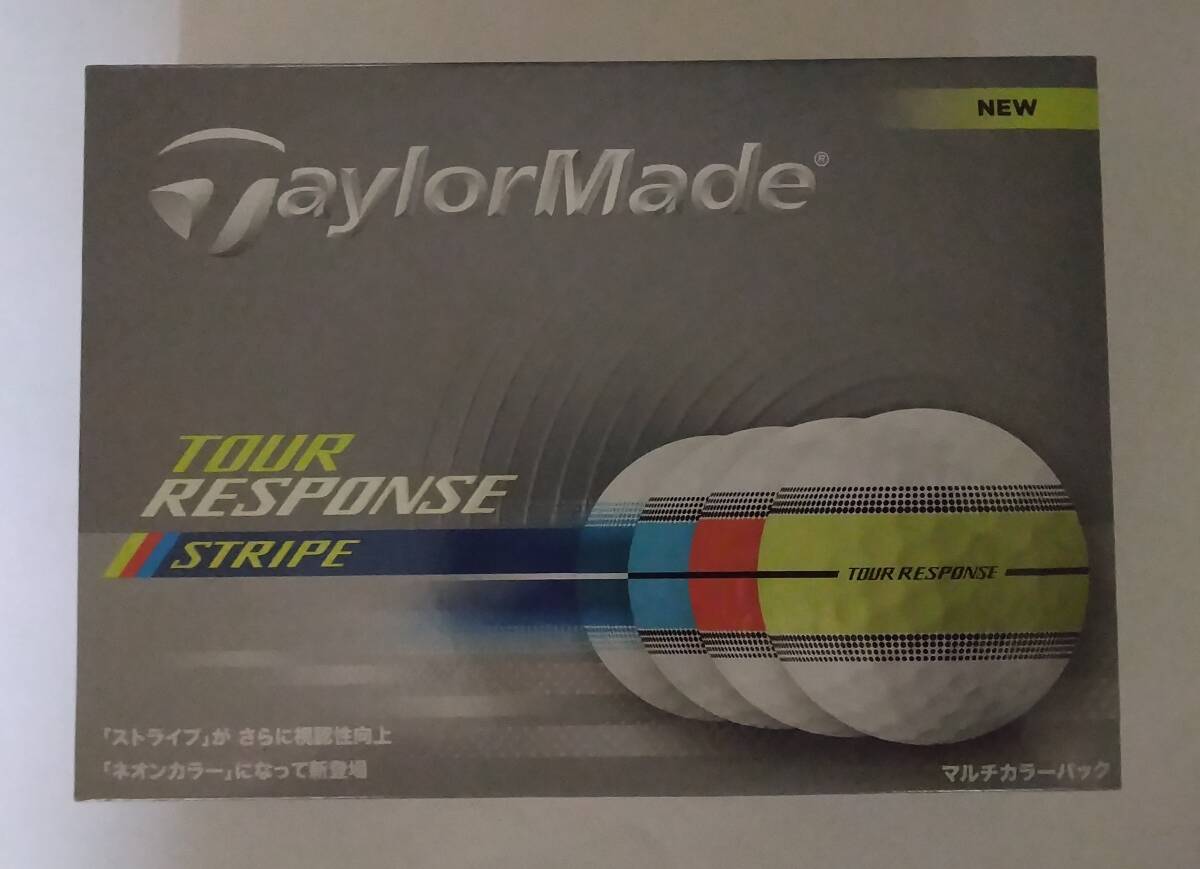 NEW
TaylorMade®
TOUR
RESPONSE
STRIPE
TOUR RESPONSE
「ストライプ」が さらに視認性向上
「ネオンカラー」になって新登場
マルチカラーパック